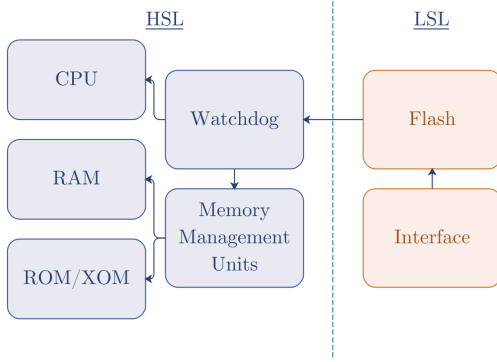 HSL
LSL
CPU
Watchdog
Flash
RAM
Memory
Management
Units
Interface
ROM/XOM